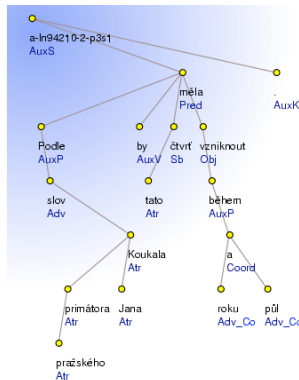 a-ln94210-2-p3s1
AuxS
měla .
Pred AuxK
Podle by čtvrť vzniknout
AuxP AuxV Sb Obj
slov tato během
Adv Atr AuxP
Koukala a
Atr Coord
primátora Jana roku půl
Atr Atr Adv_Co Adv_Co
pražského
Atr